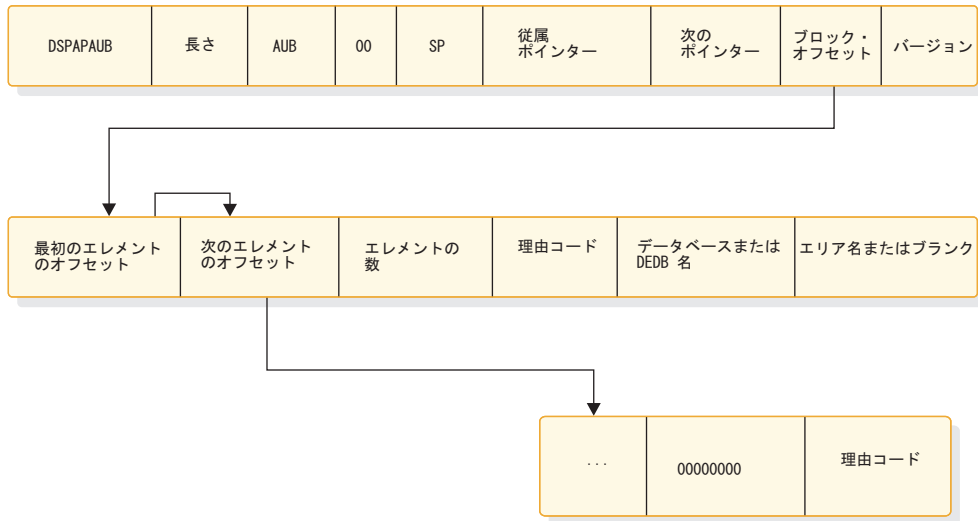 DSPAPAUB
長さ
AUB
00
SP
従属
ポインター
次の
ポインター
ブロック・
オフセット
バージョン
最初のエレメント
のオフセット
次のエレメント
のオフセット
エレメントの
数
理由コード
データベースまたは
DEDB 名
エリア名またはブランク
...
00000000
理由コード